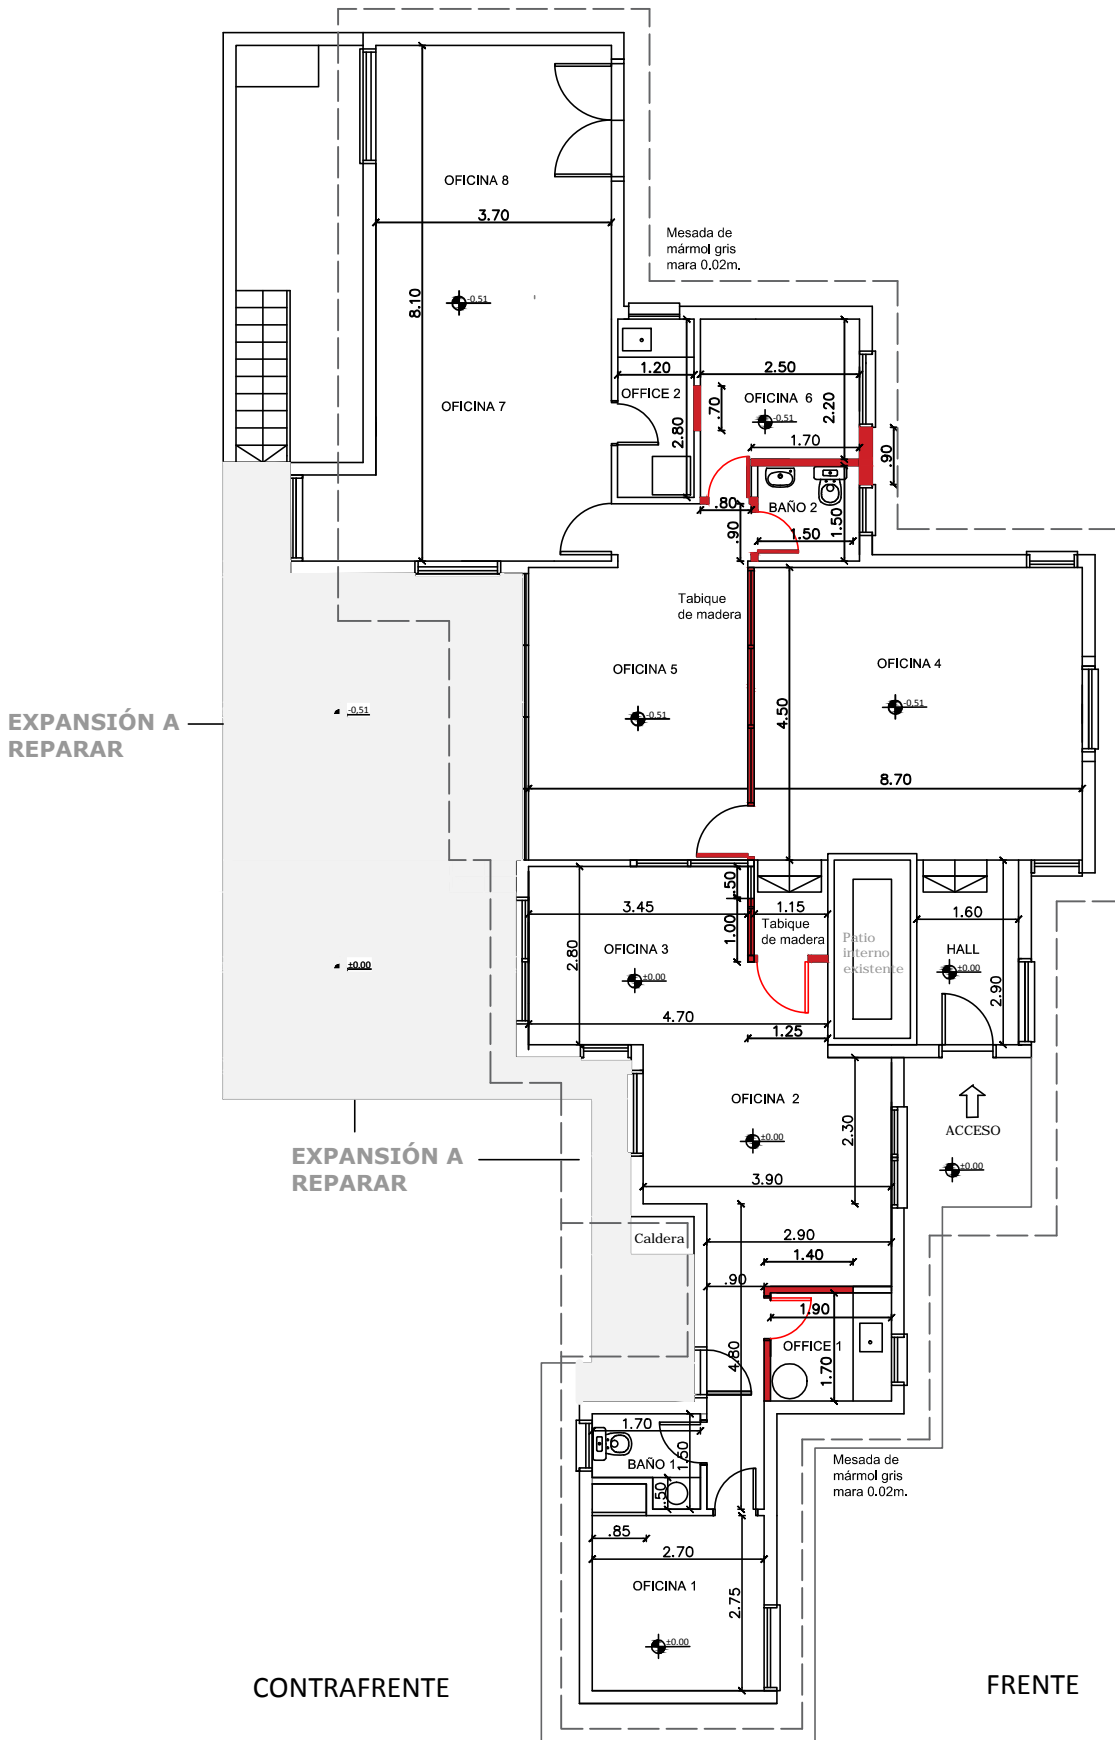 OFICINA 8
3.70
Mesada de
mármol gris
mara 0.02m.
8.10
-0.51
1.20
2.50
OFFICE 2
OFICINA 6
.70
2.20
OFICINA 7
-0.51
2.80
1.70
.90
BAÑO 2
.80
.90
1.50
1.50
Tabique
de madera
OFICINA 5
OFICINA 4
-0.51
-0.51
-0,51
EXPANSIÓN A
REPARAR
4.50
8.70
.50
3.45
1.15
1.60
1.00
Tabique
de madera
Patio
interno
existente
OFICINA 3
HALL
2.80
±0.00
±0.00
±0.00
2.90
4.70
1.25
OFICINA 2
ACCESO
2.30
±0.00
±0.00
EXPANSIÓN A
REPARAR
3.90
Caldera
2.90
1.40
.90
1.90
OFFICE 1
4.80
1.70
1.70
BAÑO 1
1.50
.50
Mesada de
mármol gris
mara 0.02m.
.85
2.70
OFICINA 1
2.75
±0.00
CONTRAFRENTE
FRENTE